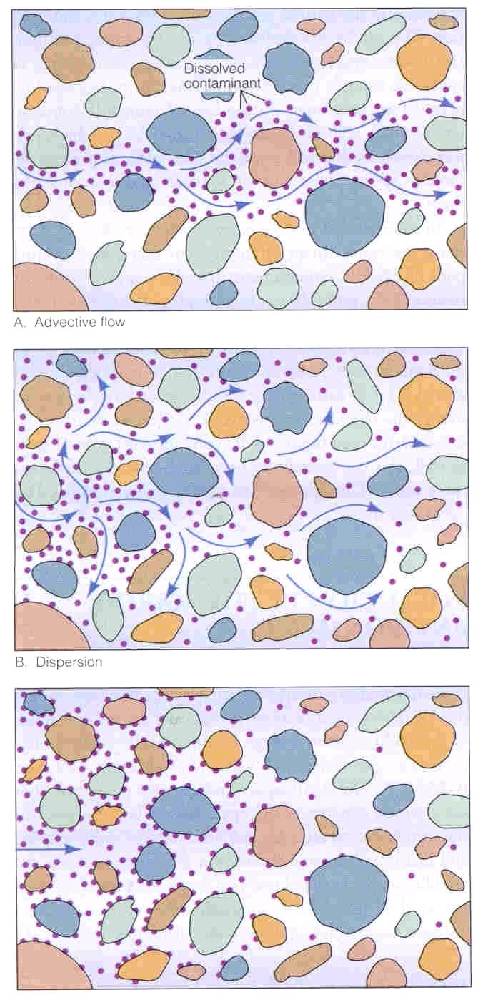 Dissolved
contaminant
A. Advective flow
B. Dispersion